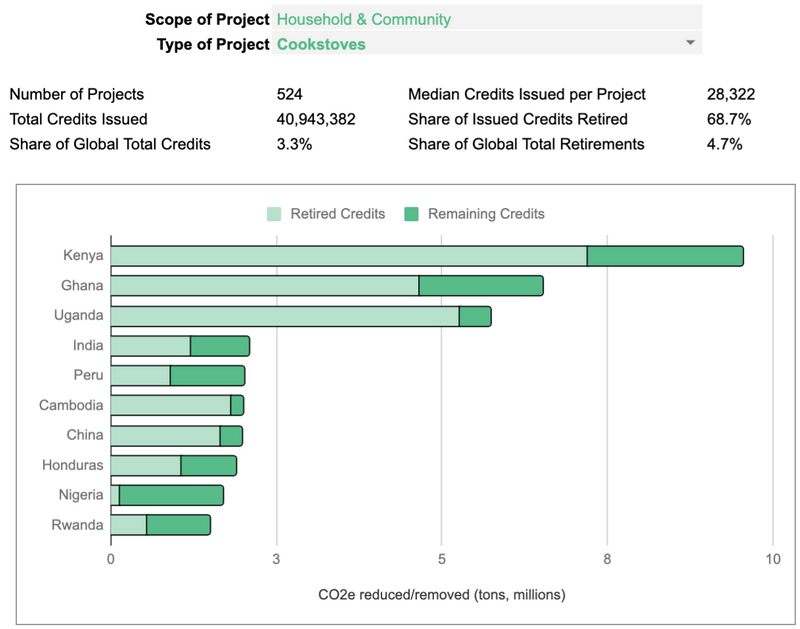 Scope of Project Household & Community
Type of Project Cookstoves
Number of Projects 524 Median Credits Issued per Project 28,322
Total Credits Issued 40,943,382 Share of Issued Credits Retired 68.7%
Share of Global Total Credits 3.3% Share of Global Total Retirements 4.7%
Retired Credits Remaining Credits
Kenya
Ghana
Uganda
India
Peru
Cambodia
China
Honduras
Nigeria
Rwanda
0 3 5 8 10
CO2e reduced/removed (tons, millions)